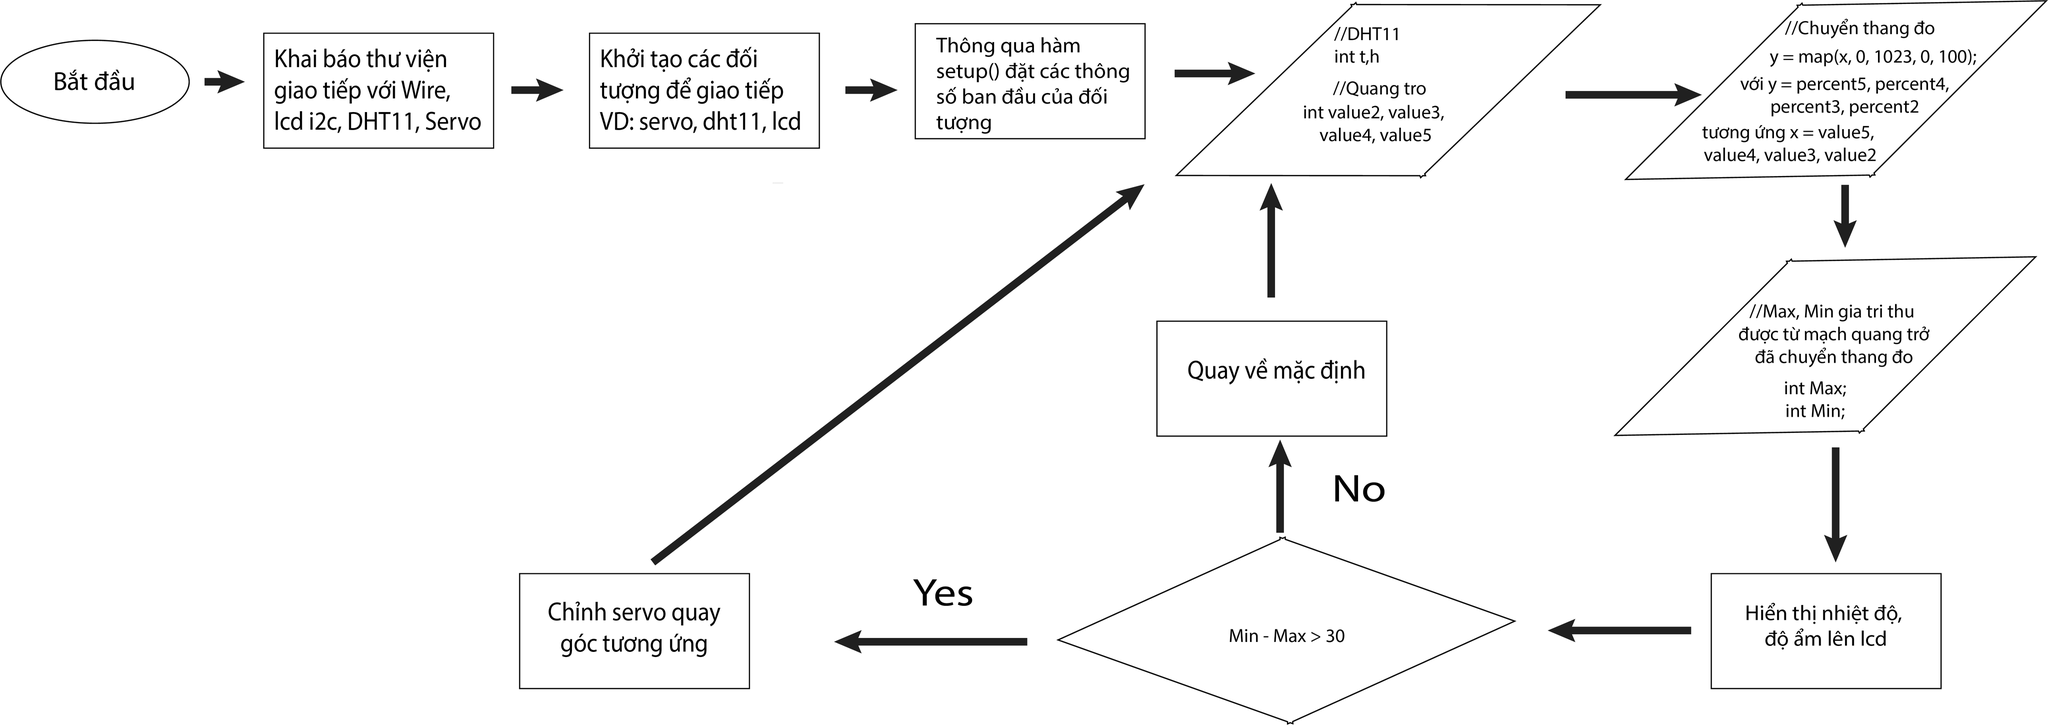 Bắt đầu
Khai báo thư viện
giao tiếp với Wire,
lcd i2c, DHT11, Servo
Khởi tạo các đối
tượng để giao tiếp
VD: servo, dht11, lcd
Thông qua hàm
setup() đặt các thông
số ban đầu của đối
tượng
//DHT11
int t,h
//Quang tro
int value2, value3,
value4, value5
//Chuyển thang đo
y = map(x, 0, 1023, 0, 100);
với y = percent5, percent4,
percent3, percent2
tương ứng x = value5,
value4, value3, value2
//Max, Min gia tri thu
được từ mạch quang trở
đã chuyển thang đo
int Max;
int Min;
Hiển thị nhiệt độ,
độ ẩm lên lcd
Min - Max > 30
No
Quay về mặc định
Yes
Chỉnh servo quay
góc tương ứng